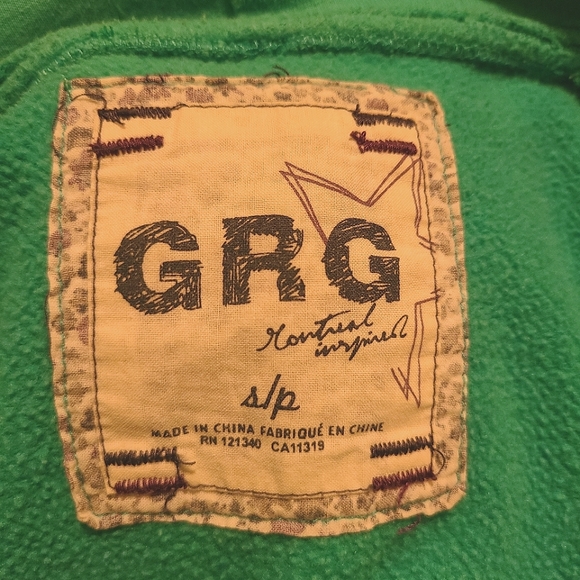 GRG
Montreal
inspired
s/p
MADE IN CHINA FABRIQUÉ EN CHINE
RN 121340 CA11319